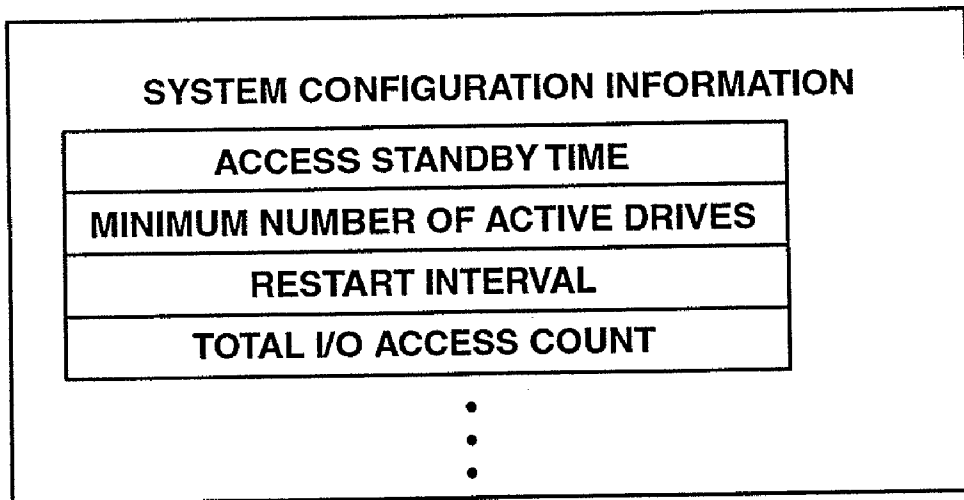 SYSTEM CONFIGURATION INFORMATION
ACCESS STANDBY TIME
MINIMUM NUMBER OF ACTIVE DRIVES
RESTART INTERVAL
TOTAL I/O ACCESS COUNT